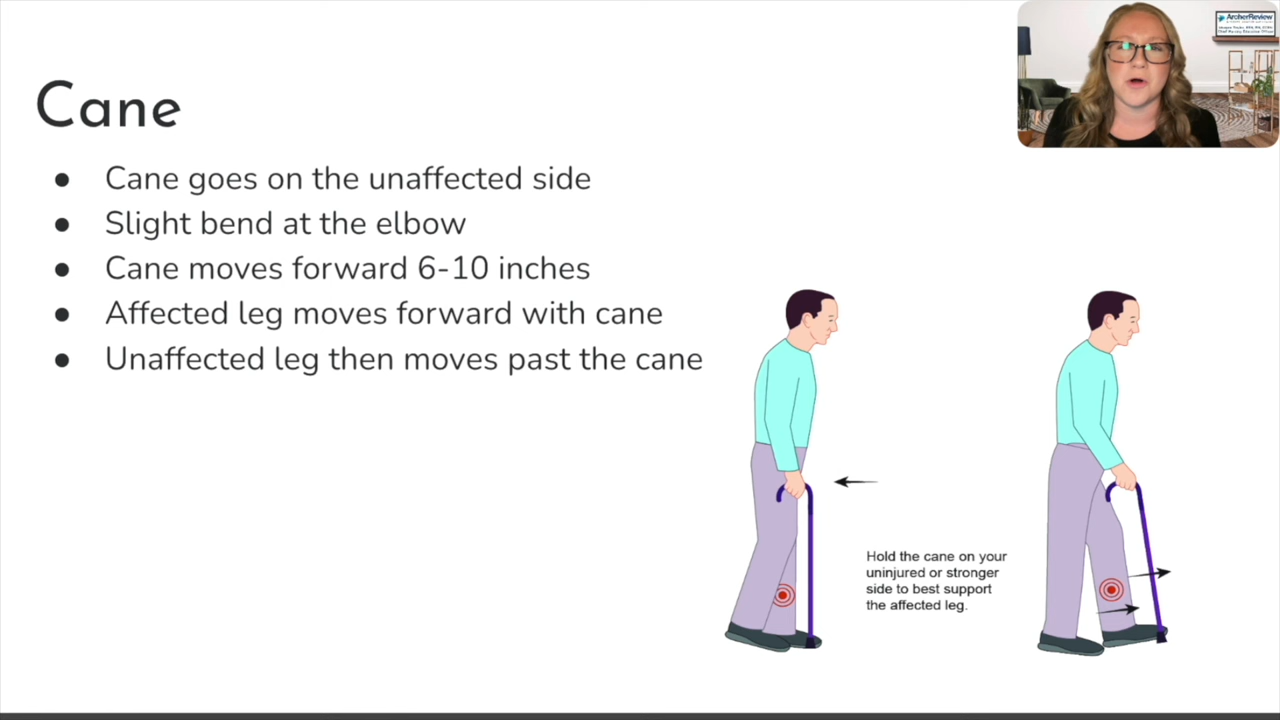 Cane
● Cane goes on the unaffected side
● Slight bend at the elbow
● Cane moves forward 6-10 inches
● Affected leg moves forward with cane
● Unaffected leg then moves past the cane
Hold the cane on your
uninjured or stronger
side to best support
the affected leg.
ArcherReview